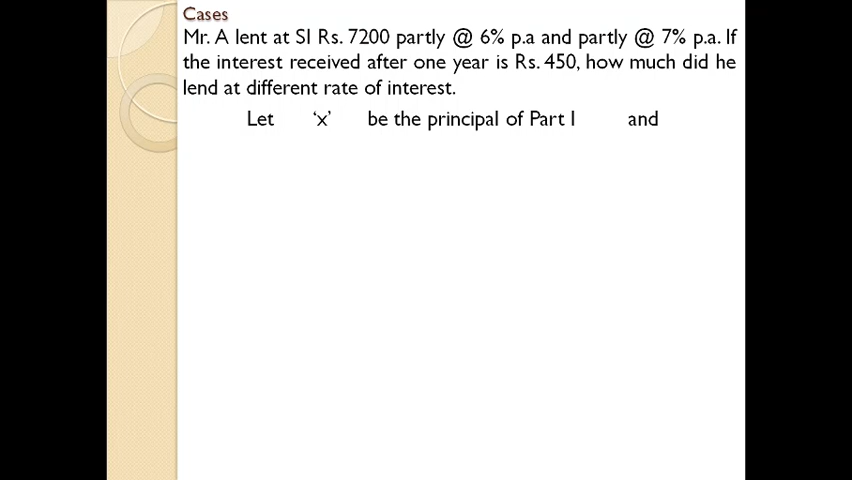 Cases
Mr. A lent at SI Rs. 7200 partly @ 6% p.a and partly @ 7% p.a. If
the interest received after one year is Rs. 450, how much did he
lend at different rate of interest.
Let ‘x’ be the principal of Part I and